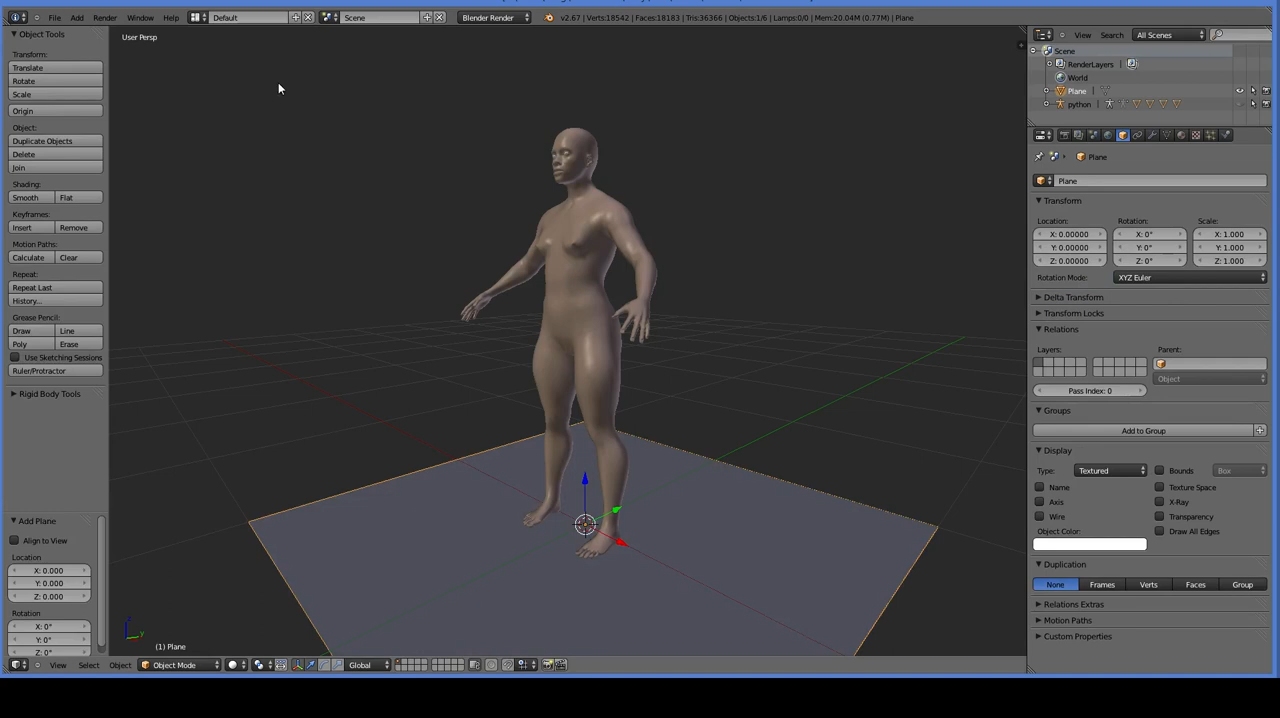 File Add Render Window Help Default Scene Blender Render v2.67 | Verts:18542 | Faces:18183 | Tris:36366 | Objects:1/6 | Lamps:0/0 | Mem:20.04M (0.77M) | Plane
Object Tools
Transform:
Translate
Rotate
Scale
Origin
Object:
Duplicate Objects
Delete
Join
Shading:
Smooth Flat
Keyframes:
Insert Remove
Motion Paths:
Calculate Clear
Repeat:
Repeat Last
History...
Grease Pencil:
Draw Line
Poly Erase
Use Sketching Sessions
Ruler/Protractor
Rigid Body Tools
Add Plane
Align to View
Location
X: 0.000
Y: 0.000
Z: 0.000
Rotation
X: 0°
Y: 0°
Z: 0°
User Persp
(1) Plane
View Select Object Object Mode Global
View Search All Scenes
Scene
RenderLayers |
World
Plane |
python |
Plane
Plane
Transform
Location: Rotation: Scale:
X: 0.00000 X: 0° X: 1.000
Y: 0.00000 Y: 0° Y: 1.000
Z: 0.00000 Z: 0° Z: 1.000
Rotation Mode: XYZ Euler
Delta Transform
Transform Locks
Relations
Layers: Parent:
Object
Pass Index: 0
Groups
Add to Group
Display
Type: Textured Bounds Box
Name Texture Space
Axis X-Ray
Wire Transparency
Object Color: Draw All Edges
Duplication
None Frames Verts Faces Group
Relations Extras
Motion Paths
Custom Properties